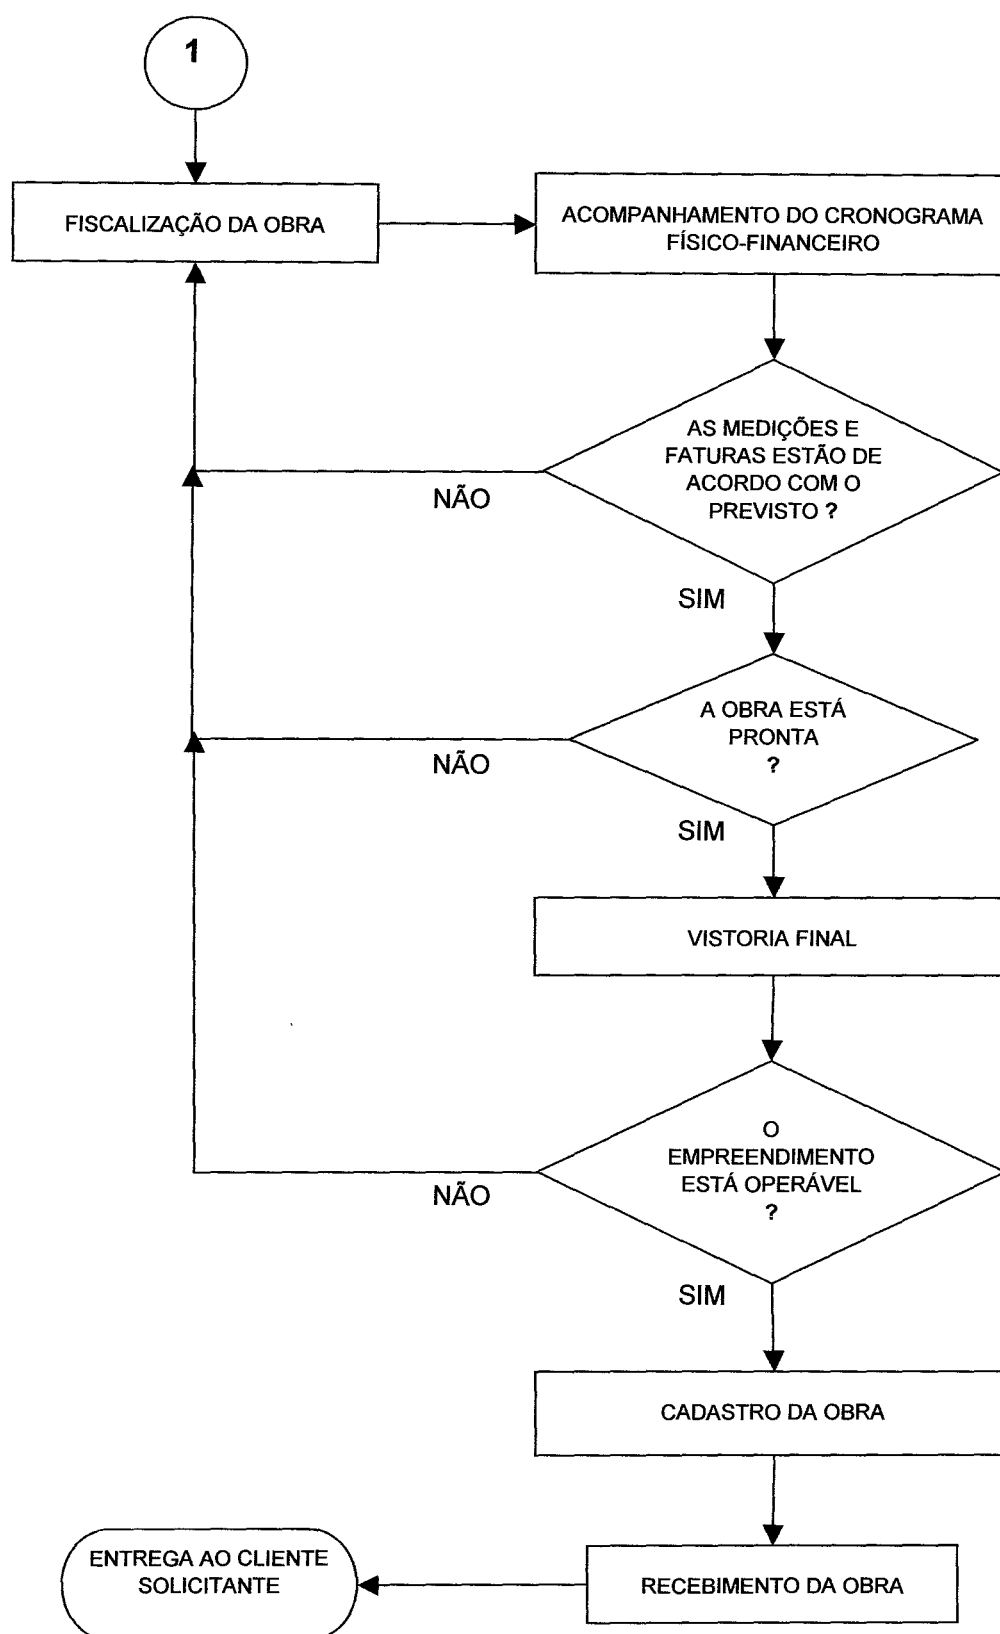 1
FISCALIZAÇÃO DA OBRA
ACOMPANHAMENTO DO CRONOGRAMA
FÍSICO-FINANCEIRO
AS MEDIÇÕES E
FATURAS ESTÃO DE
ACORDO COM O
PREVISTO ?
NÃO
SIM
A OBRA ESTÁ
PRONTA
?
NÃO
SIM
VISTORIA FINAL
O
EMPREENDIMENTO
ESTÁ OPERÁVEL
?
NÃO
SIM
CADASTRO DA OBRA
RECEBIMENTO DA OBRA
ENTREGA AO CLIENTE
SOLICITANTE